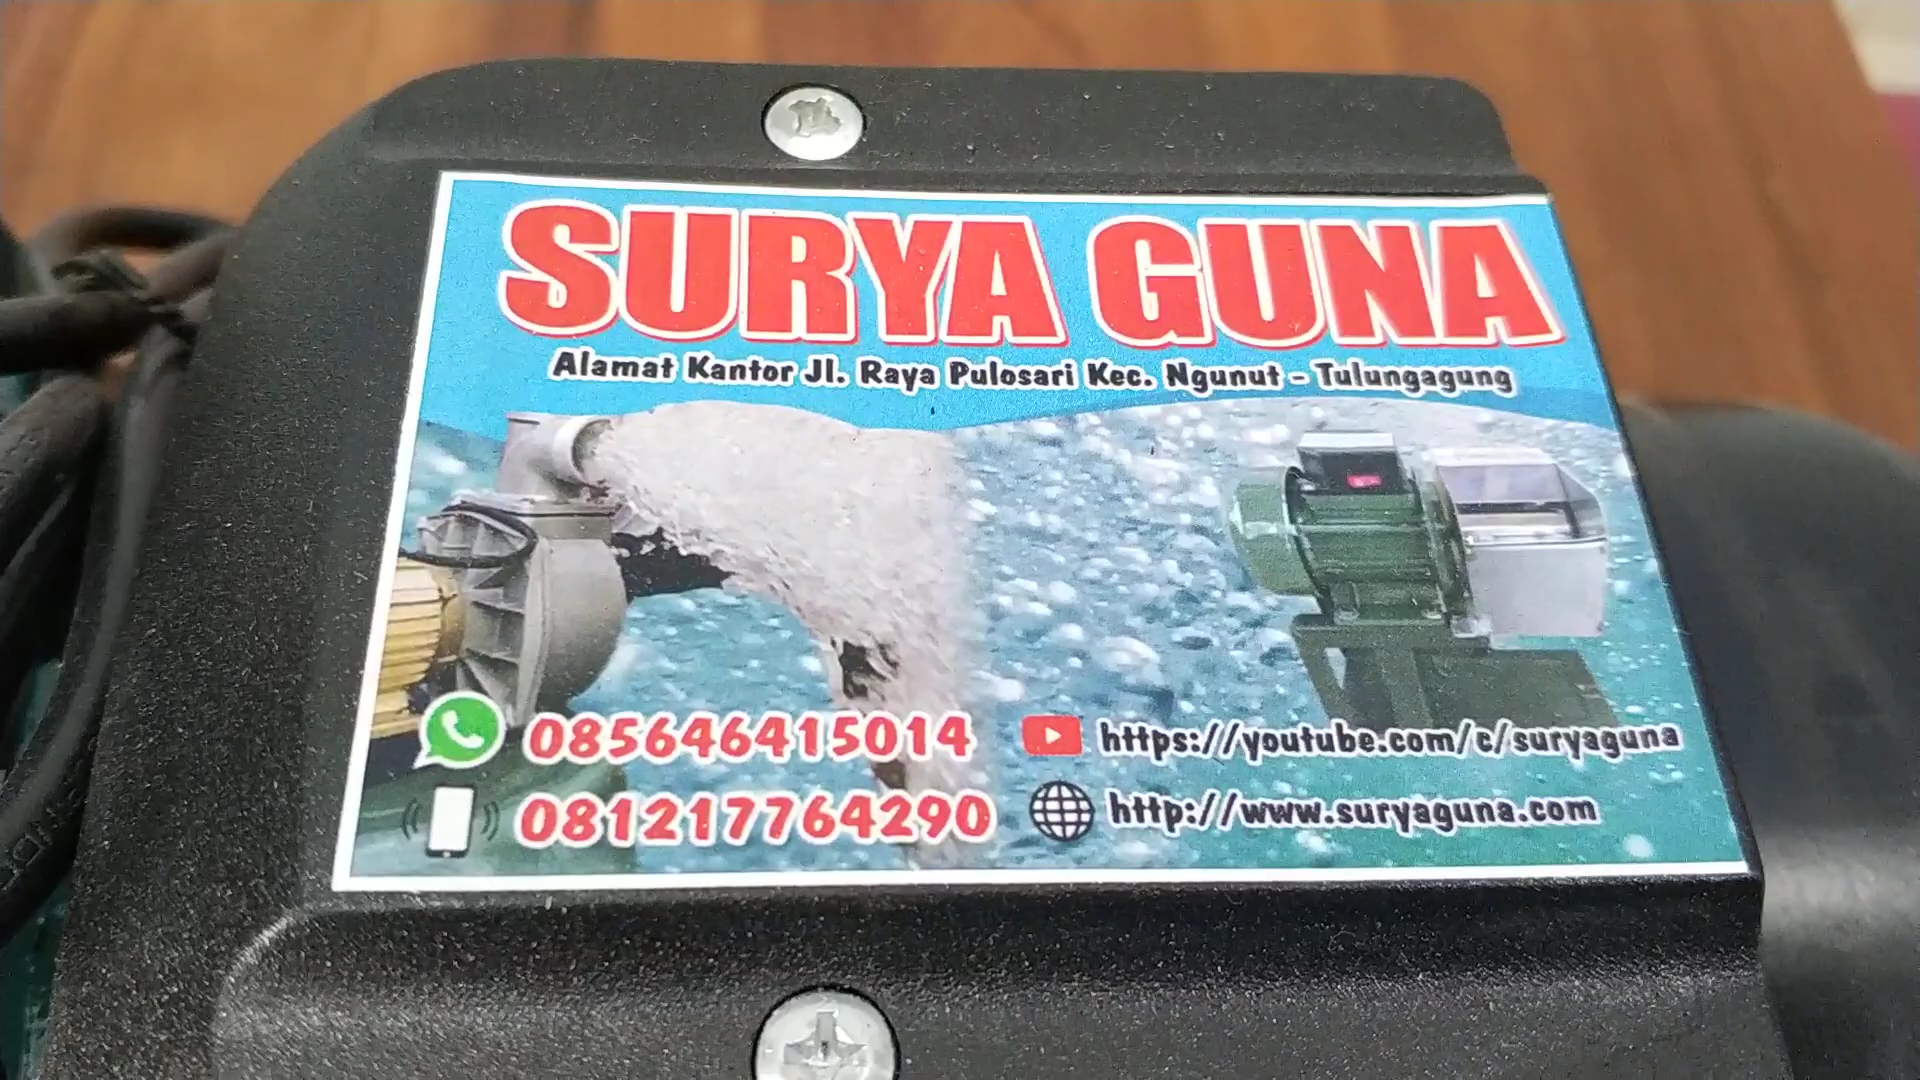 SURYA GUNA
Alamat Kantor Jl. Raya Pulosari Kec. Ngunut - Tulungagung
085646415014
https://youtube.com/c/suryaguna
081217764290
http://www.suryaguna.com